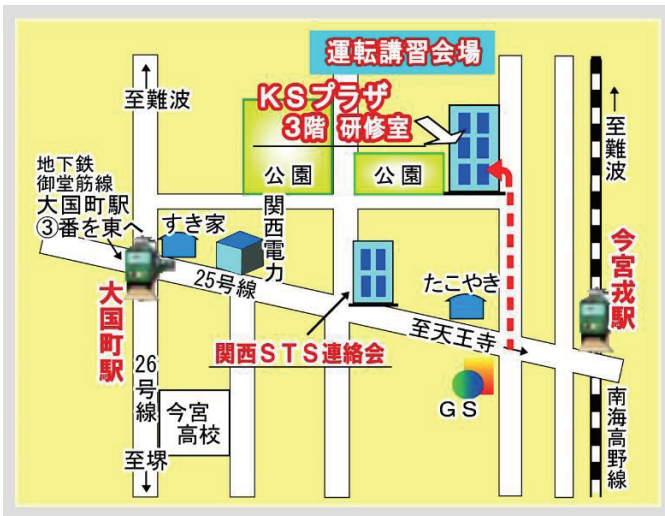 運転講習会場
KSプラザ
3階 研修室
至難波
至難波
公園
公園
地下鉄
御堂筋線
大国町駅
③番を東へ
すき家
関西電力
25号線
たこやき
今宮戎駅
大国町駅
関西STS連絡会
至天王寺
26号線
今宮
高校
GS
南海高野線
至堺